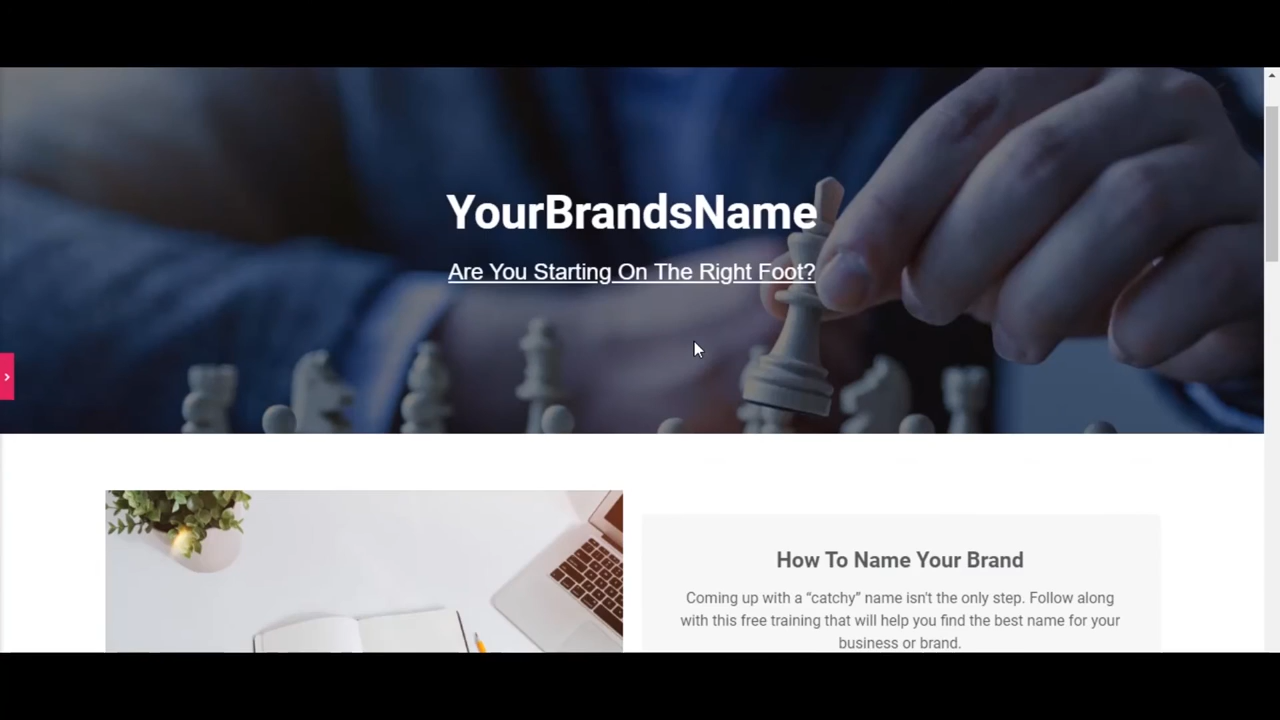 YourBrandsName
Are You Starting On The Right Foot?
How To Name Your Brand
Coming up with a “catchy” name isn't the only step. Follow along
with this free training that will help you find the best name for your
business or brand.